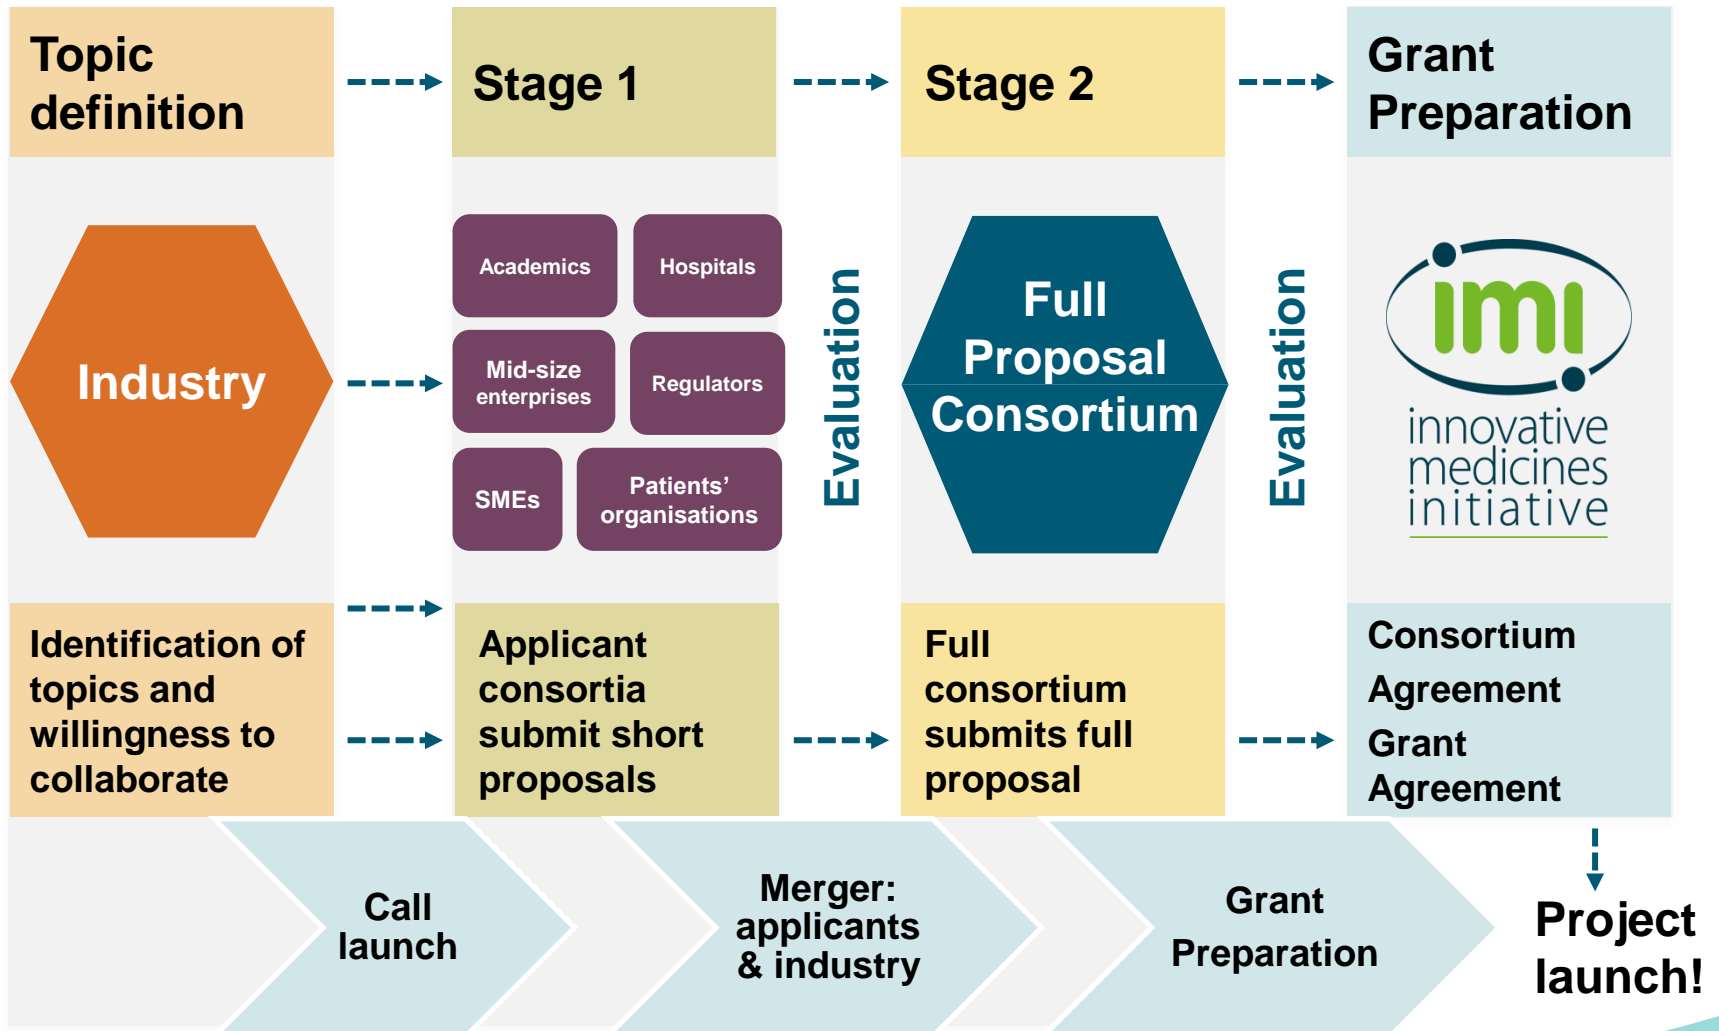 Topic
definition
Stage 1
Stage 2
Grant
Preparation
Industry
Academics
Hospitals
Mid-size
enterprises
Regulators
SMEs
Patients’
organisations
Evaluation
Full
Proposal
Consortium
Evaluation
imi
innovative
medicines
initiative
Identification of
topics and
willingness to
collaborate
Applicant
consortia
submit short
proposals
Full
consortium
submits full
proposal
Consortium
Agreement
Grant
Agreement
Call
launch
Merger:
applicants
& industry
Grant
Preparation
Project
launch!